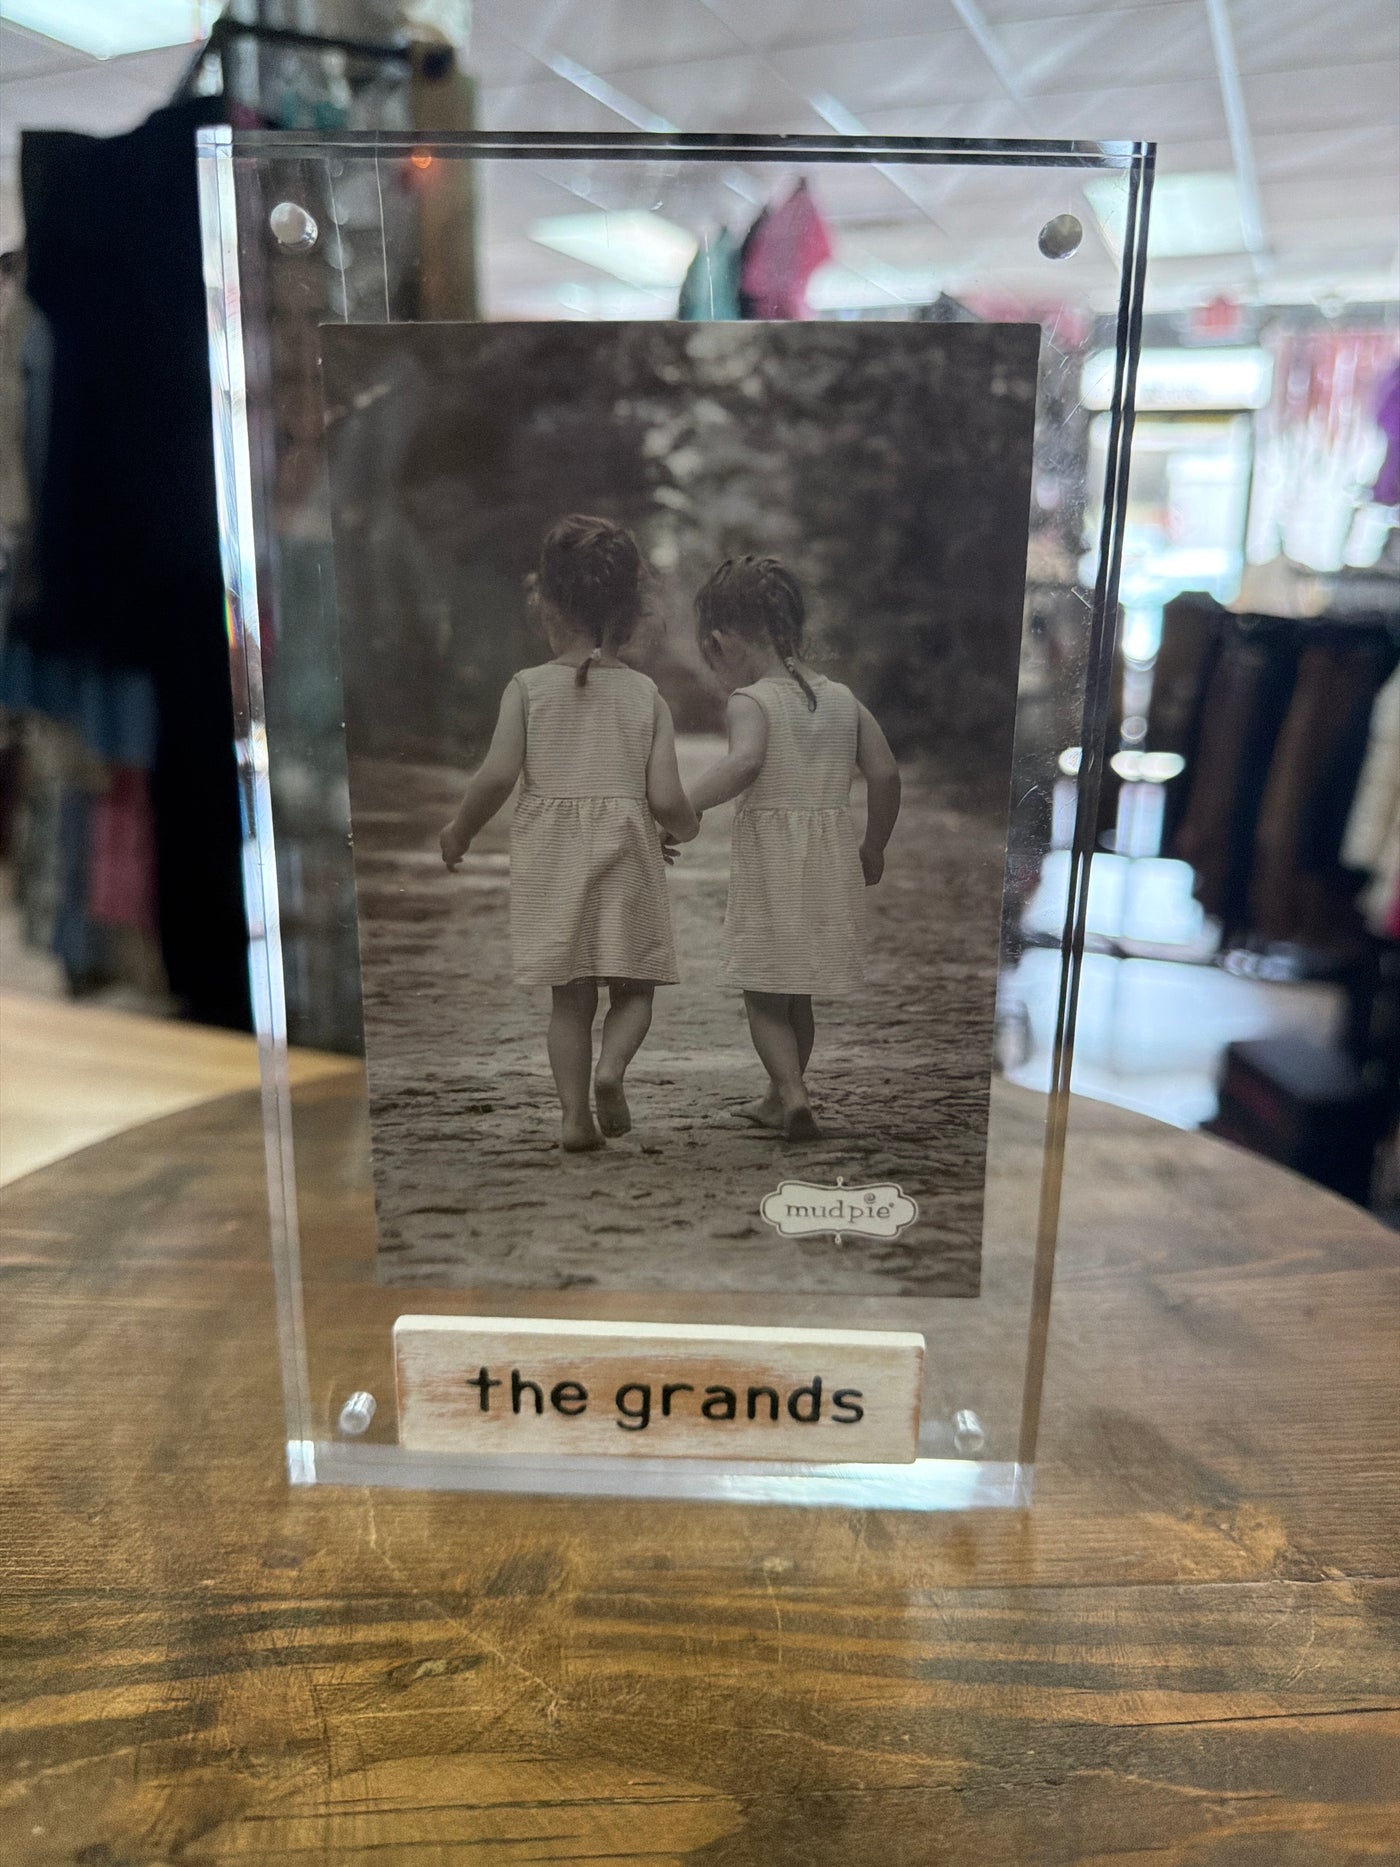 mudpie
the grands